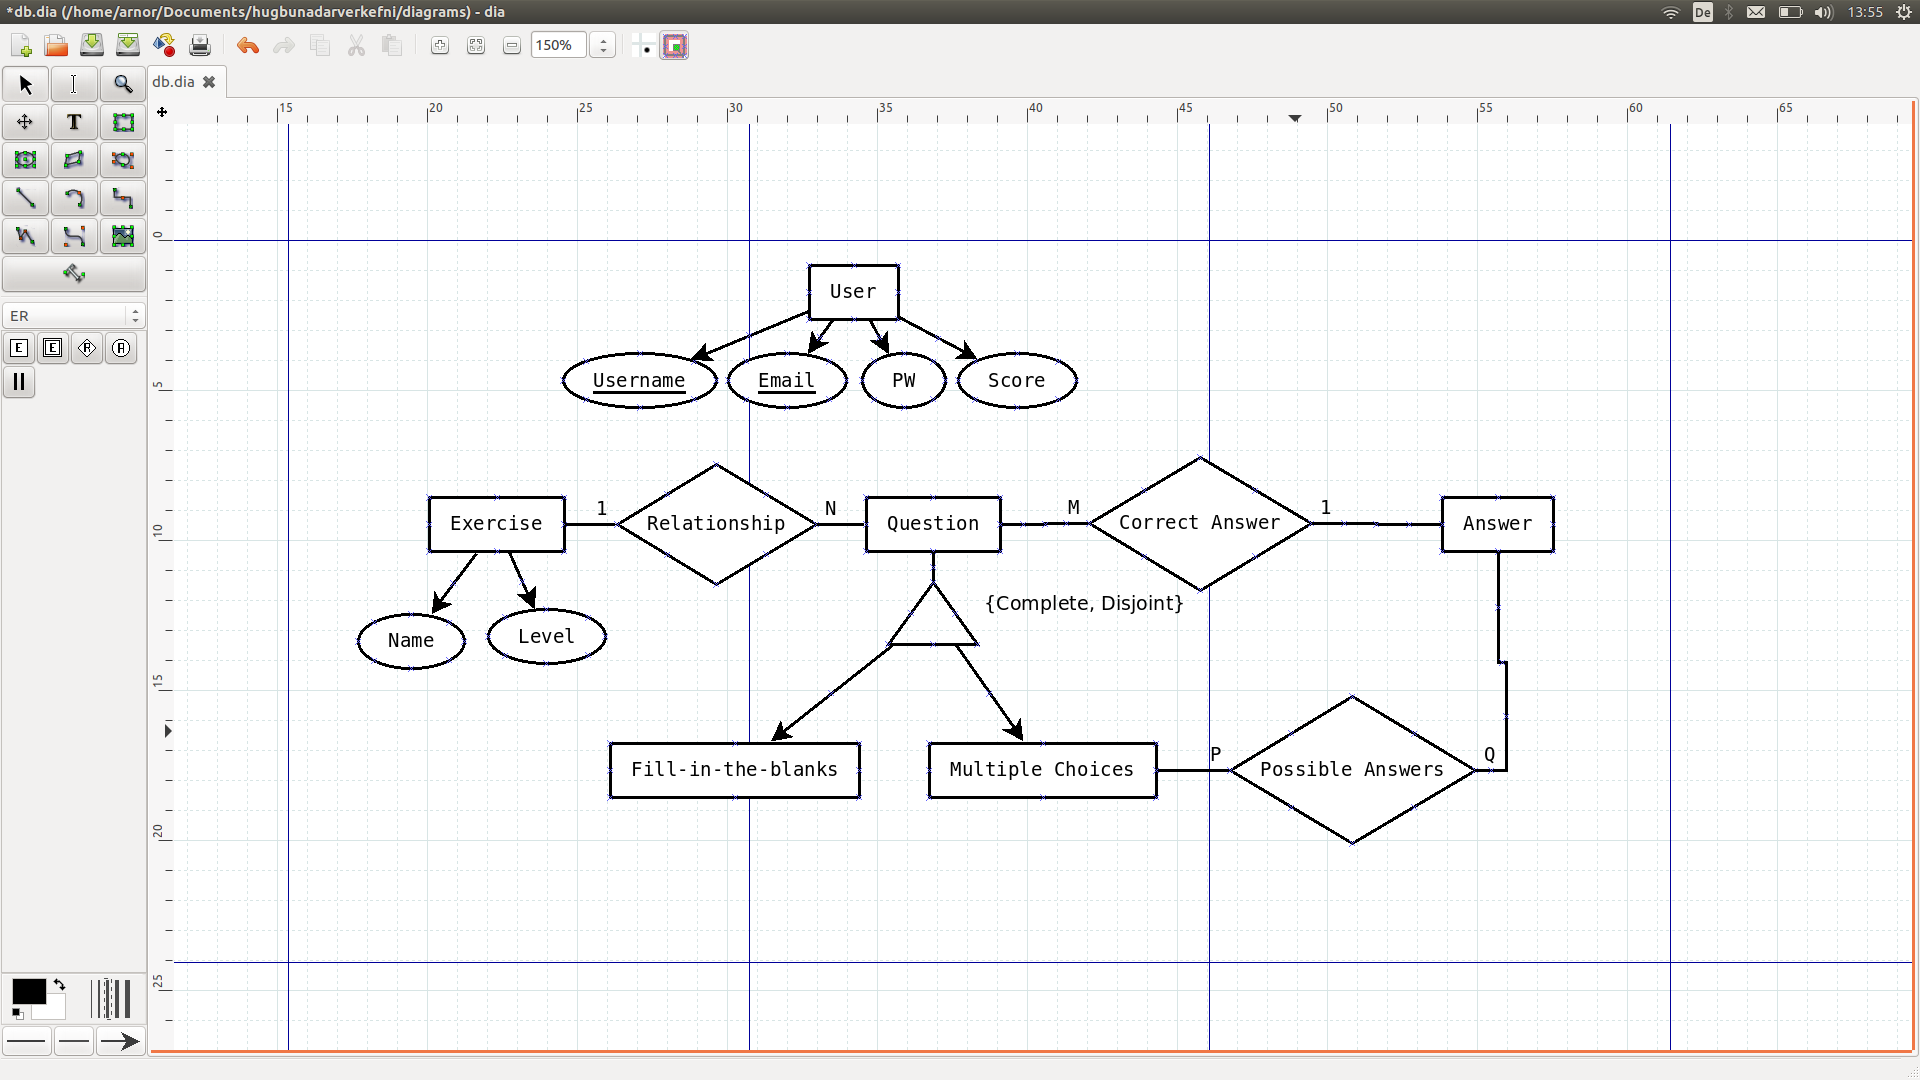 *db.dia (/home/arnor/Documents/hugbunadarverkefni/diagrams) - dia
De
13:55
150%
db.dia
15 20 25 30 35 40 45 50 55 60 65
0
5
10
15
20
25
T
ER
E E R A
User
Username Email PW Score
Exercise 1 Relationship N Question M Correct Answer 1 Answer
{Complete, Disjoint}
Name Level
Fill-in-the-blanks Multiple Choices P Possible Answers Q